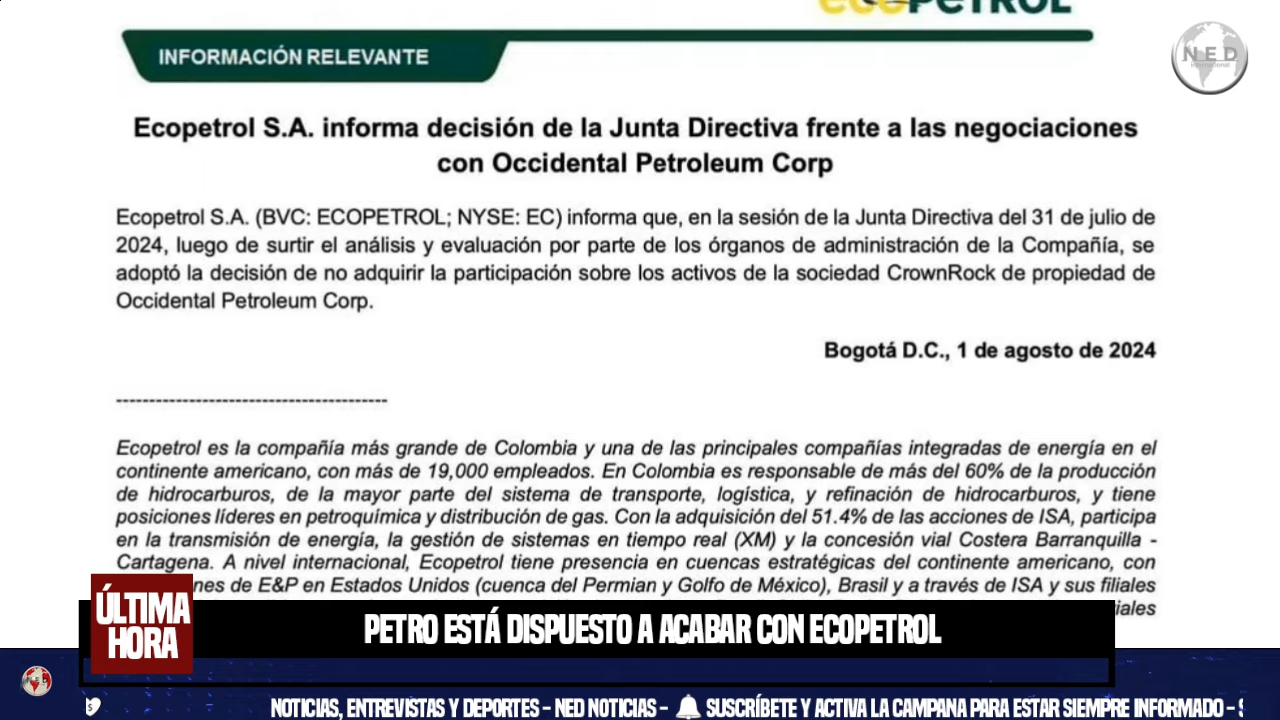 ecoPETROL
NED
International
INFORMACIÓN RELEVANTE
Ecopetrol S.A. informa decisión de la Junta Directiva frente a las negociaciones
con Occidental Petroleum Corp
Ecopetrol S.A. (BVC: ECOPETROL; NYSE: EC) informa que, en la sesión de la Junta Directiva del 31 de julio de
2024, luego de surtir el análisis y evaluación por parte de los órganos de administración de la Compañía, se
adoptó la decisión de no adquirir la participación sobre los activos de la sociedad CrownRock de propiedad de
Occidental Petroleum Corp.
Bogotá D.C., 1 de agosto de 2024
-----------------------------------------
Ecopetrol es la compañía más grande de Colombia y una de las principales compañías integradas de energía en el
continente americano, con más de 19,000 empleados. En Colombia es responsable de más del 60% de la producción
de hidrocarburos, de la mayor parte del sistema de transporte, logística, y refinación de hidrocarburos, y tiene
posiciones líderes en petroquímica y distribución de gas. Con la adquisición del 51.4% de las acciones de ISA, participa
en la transmisión de energía, la gestión de sistemas en tiempo real (XM) y la concesión vial Costera Barranquilla -
Cartagena. A nivel internacional, Ecopetrol tiene presencia en cuencas estratégicas del continente americano, con
nes de E&P en Estados Unidos (cuenca del Permian y Golfo de México), Brasil y a través de ISA y sus filiales
iales
ÚLTIMA
HORA
PETRO ESTÁ DISPUESTO A ACABAR CON ECOPETROL
NED
NOTICIAS, ENTREVISTAS Y DEPORTES - NED NOTICIAS - SUSCRÍBETE Y ACTIVA LA CAMPANA PARA ESTAR SIEMPRE INFORMADO -